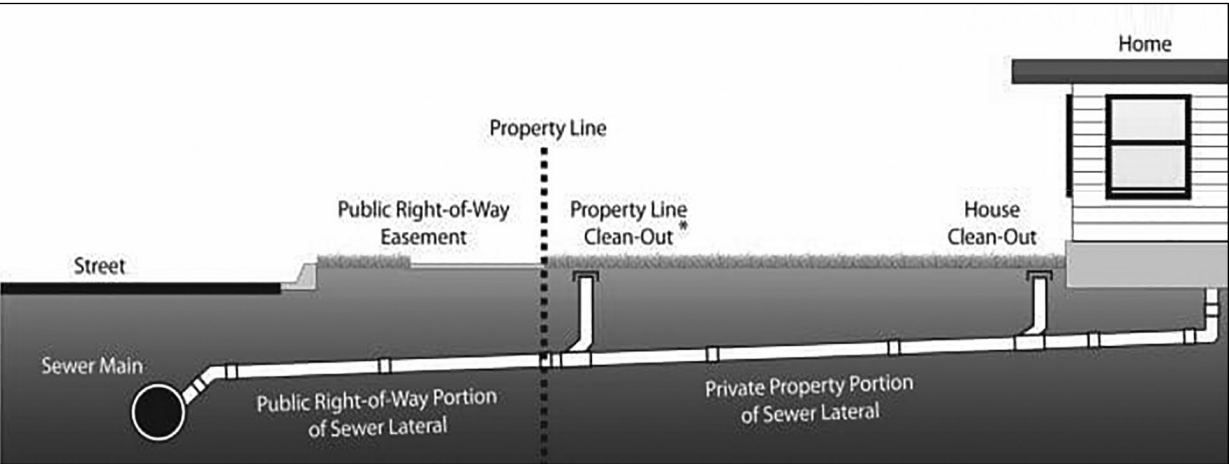 Home
Property Line
Public Right-of-Way
Easement
Property Line
Clean-Out *
House
Clean-Out
Street
Sewer Main
Public Right-of-Way Portion
of Sewer Lateral
Private Property Portion
of Sewer Lateral